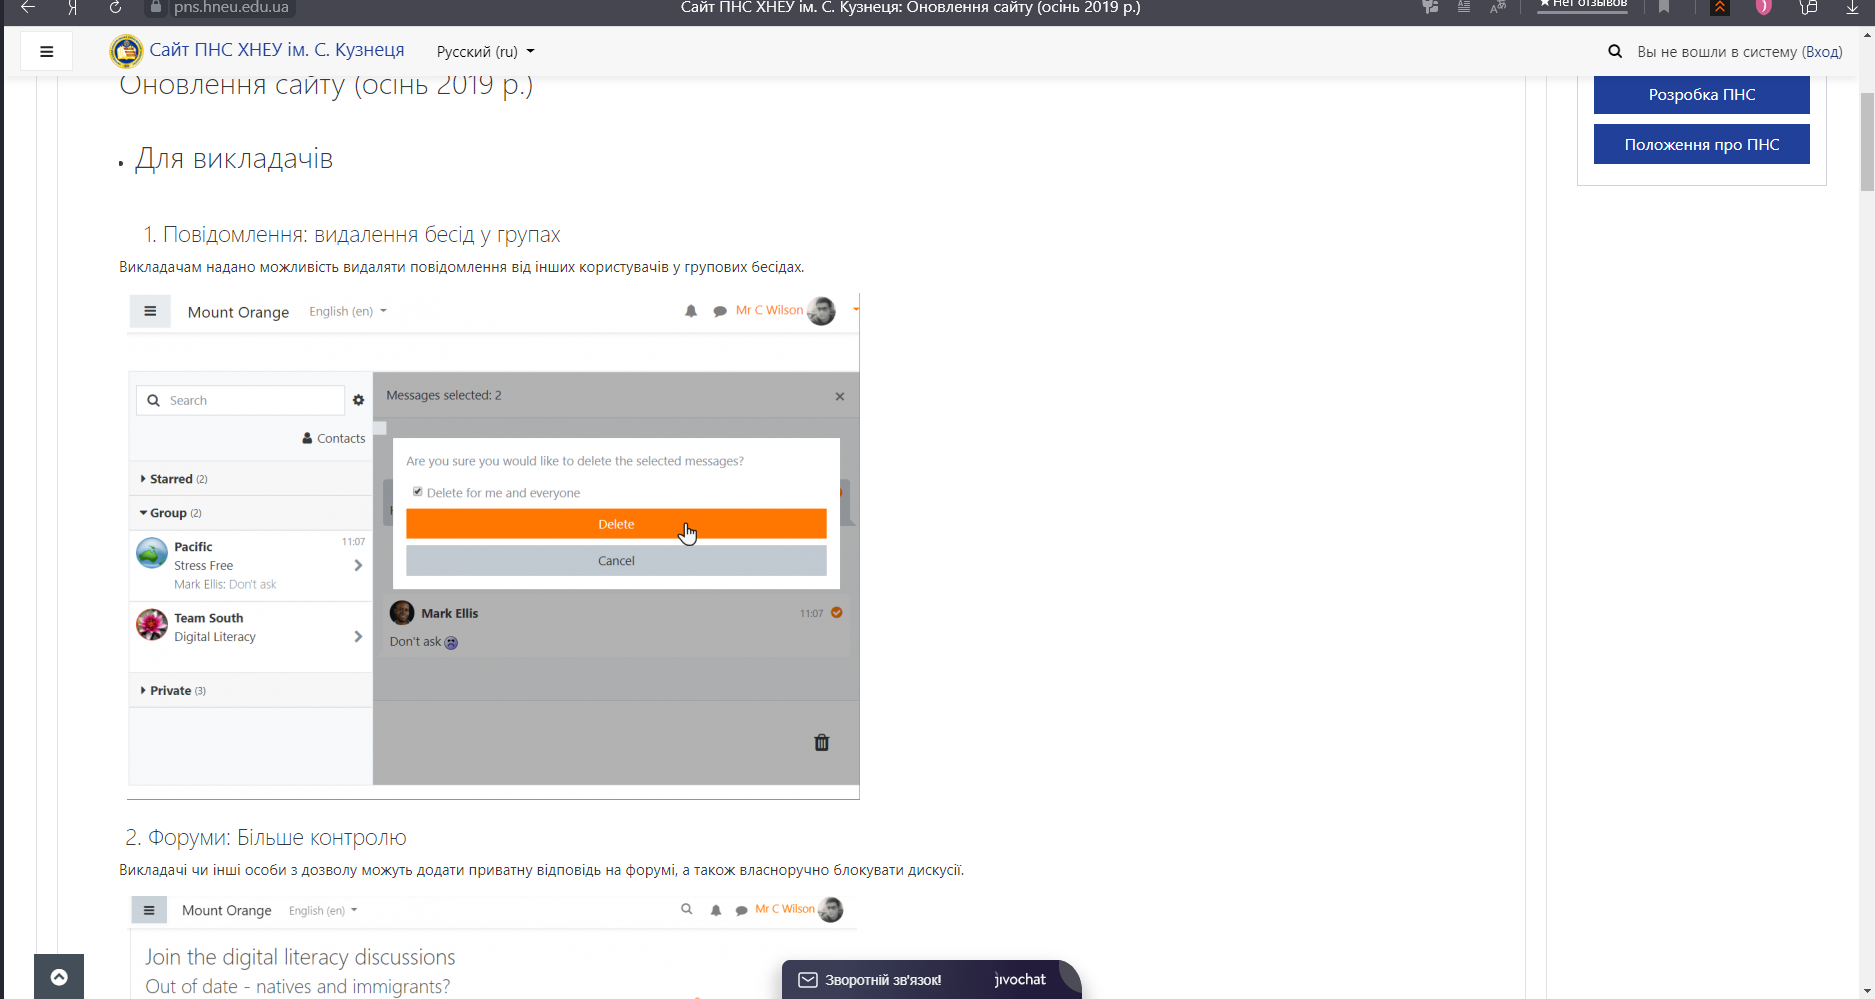 Я pns.hneu.edu.ua Сайт ПНС ХНЕУ ім. С. Кузнеця: Оновлення сайту (осінь 2019 р.) ★ Нет отзывов
Сайт ПНС ХНЕУ ім. С. Кузнеця Русский (ru) Вы не вошли в систему (Вход)
Оновлення сайту (осінь 2019 р.)
Розробка ПНС
Положення про ПНС
• Для викладачів
1. Повідомлення: видалення бесід у групах
Викладачам надано можливість видаляти повідомлення від інших користувачів у групових бесідах.
Mount Orange English (en) Mr C Wilson
Search
Messages selected: 2
Contacts
Are you sure you would like to delete the selected messages?
Starred (2)
Delete for me and everyone
Group (2)
Delete
Pacific 11:07
Stress Free
Mark Ellis: Don't ask
Cancel
Team South
Digital Literacy
Mark Ellis 11:07
Don't ask
Private (3)
2. Форуми: Більше контролю
Викладачі чи інші особи з дозволу можуть додати приватну відповідь на форумі, а також власноручно блокувати дискусії.
Mount Orange English (en) Mr C Wilson
Join the digital literacy discussions
Out of date - natives and immigrants?
Зворотній зв'язок! jivochat